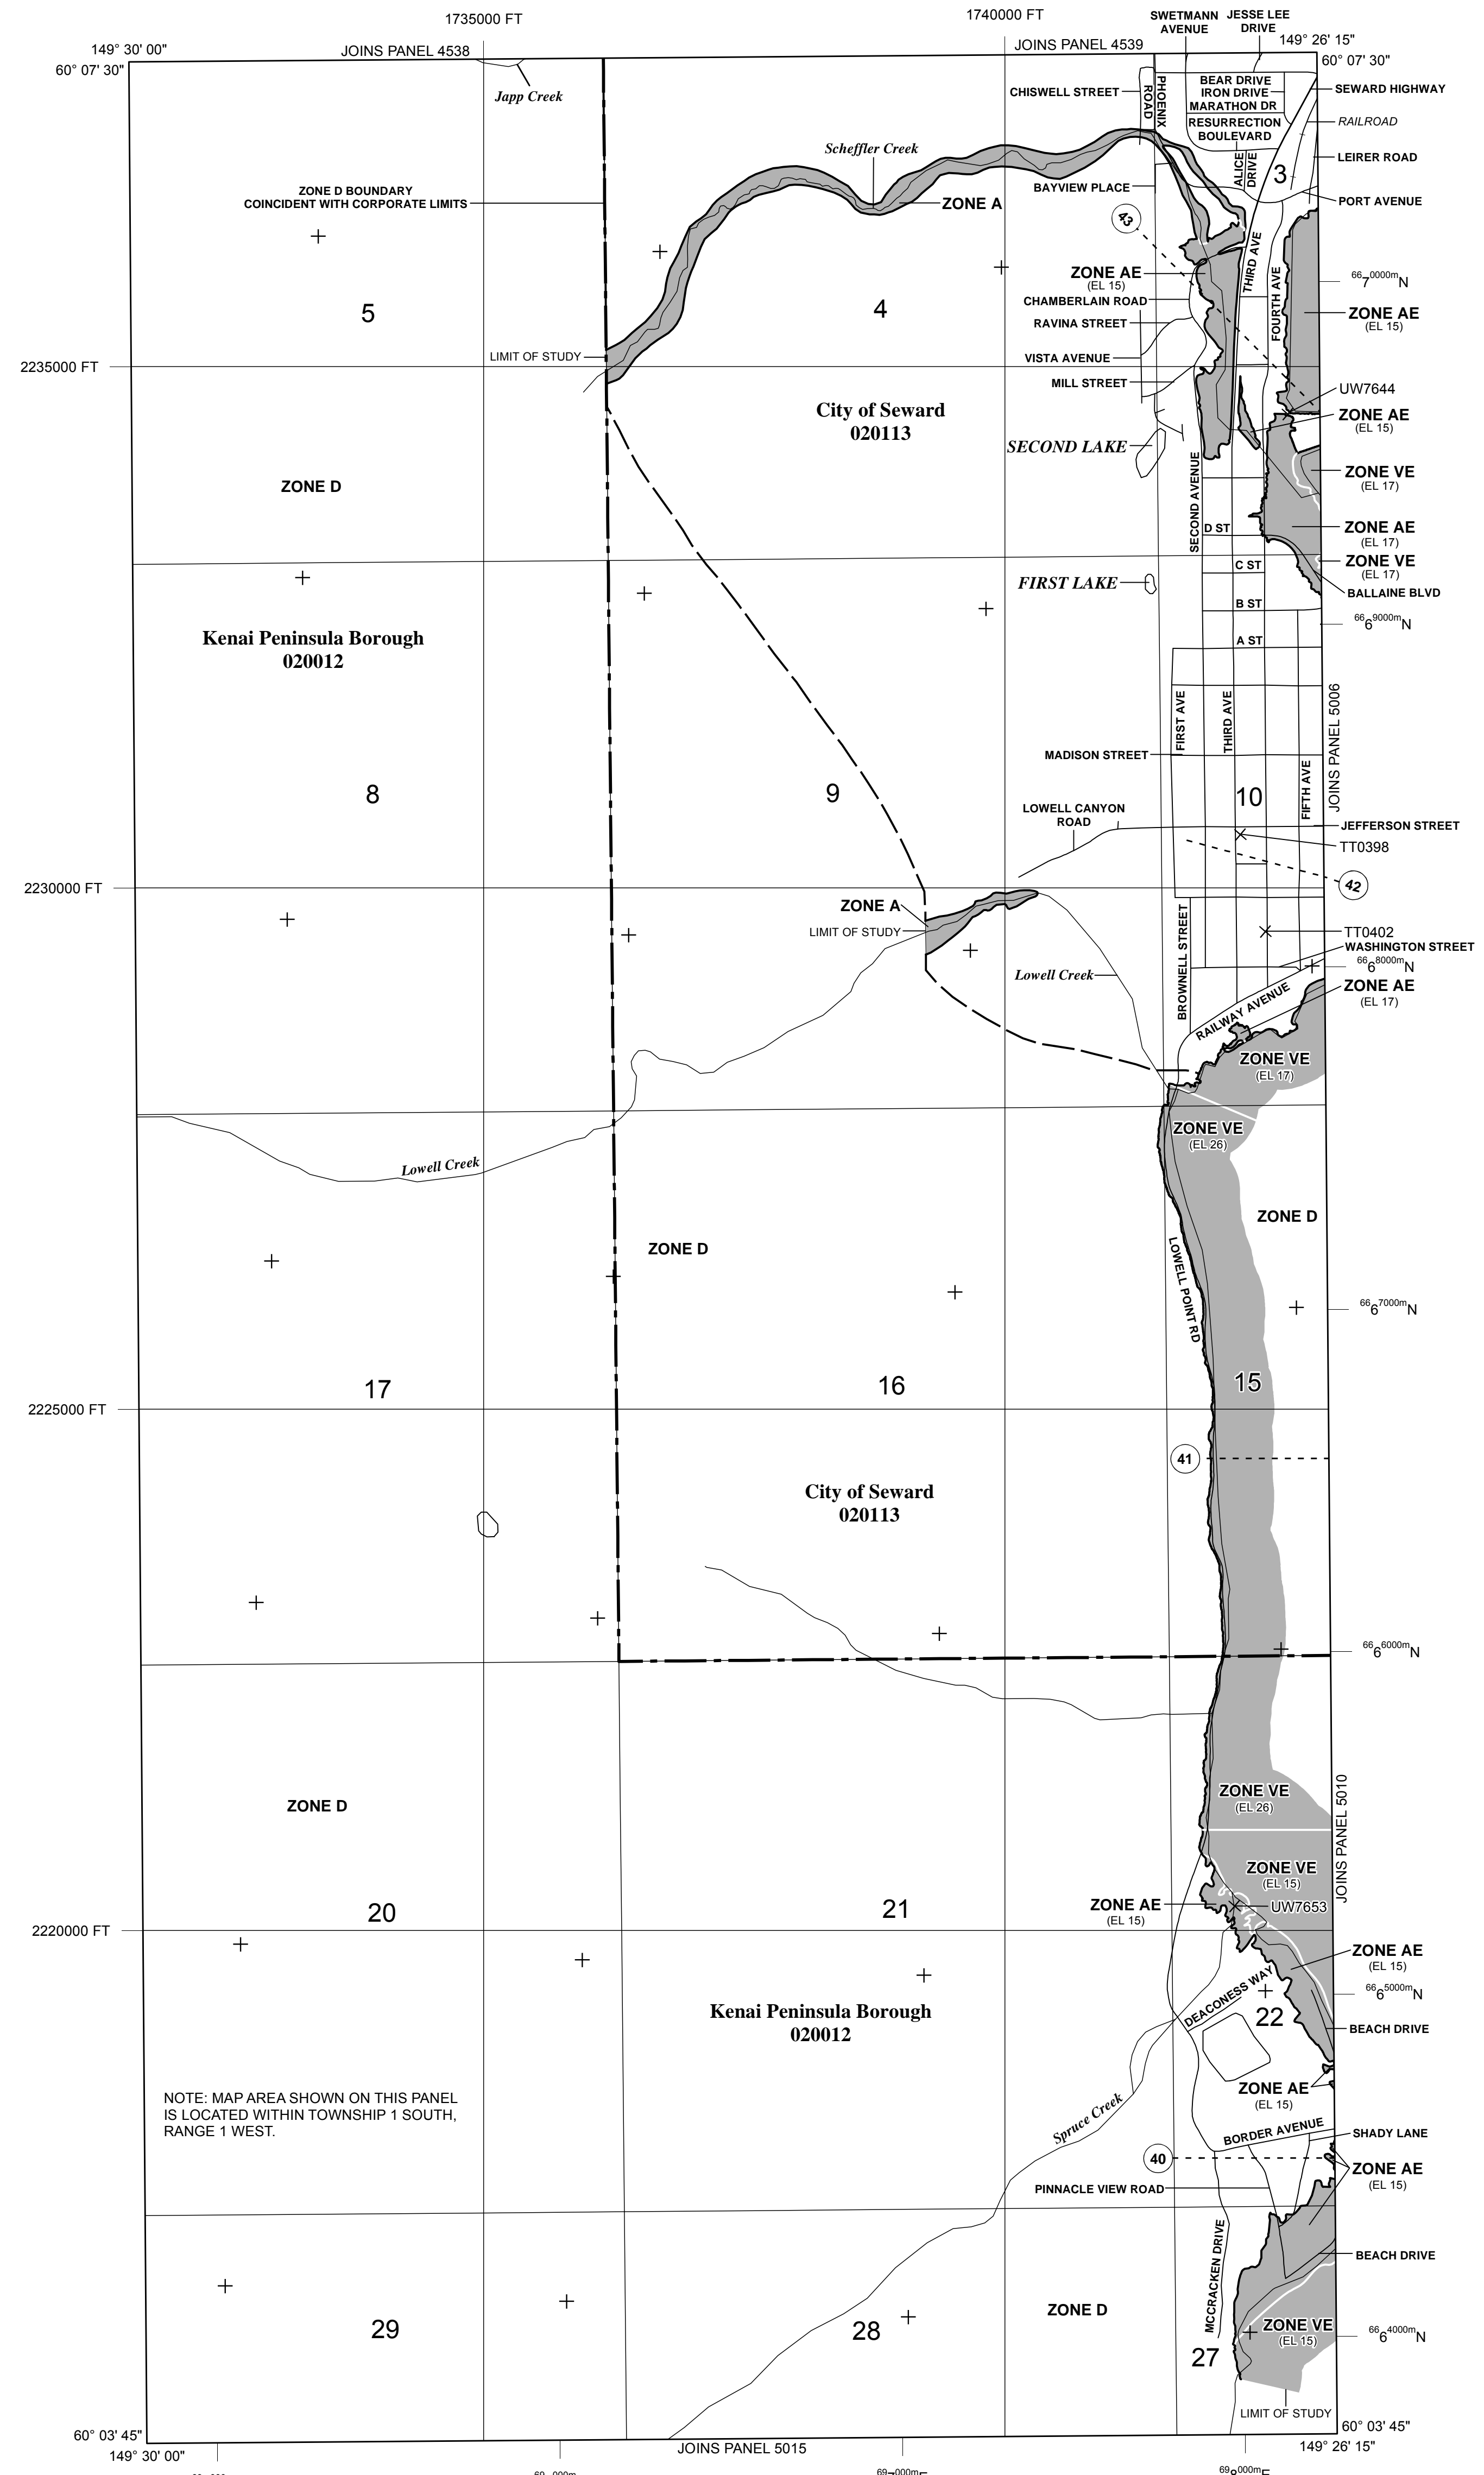 1735000 FT
1740000 FT
SWETMANN
AVENUE
JESSE LEE
DRIVE
149° 30' 00"
JOINS PANEL 4538
JOINS PANEL 4539
149° 26' 15"
60° 07' 30"
60° 07' 30"
Japp Creek
CHISWELL STREET
ROAD
PHOENIX
BEAR DRIVE
IRON DRIVE
MARATHON DR
RESURRECTION
BOULEVARD
SEWARD HIGHWAY
RAILROAD
Scheffler Creek
ALICE
DRIVE
3
LEIRER ROAD
ZONE D BOUNDARY
COINCIDENT WITH CORPORATE LIMITS
BAYVIEW PLACE
PORT AVENUE
ZONE A
43
THIRD AVE
FOURTH AVE
ZONE AE
(EL 15)
6670000mN
CHAMBERLAIN ROAD
5
4
ZONE AE
(EL 15)
RAVINA STREET
LIMIT OF STUDY
VISTA AVENUE
2235000 FT
MILL STREET
UW7644
City of Seward
020113
ZONE AE
(EL 15)
SECOND LAKE
ZONE VE
(EL 17)
ZONE D
SECOND AVENUE
D ST
ZONE AE
(EL 17)
C ST
ZONE VE
(EL 17)
FIRST LAKE
BALLAINE BLVD
B ST
6669000mN
A ST
Kenai Peninsula Borough
020012
JOINS PANEL 5006
FIRST AVE
THIRD AVE
MADISON STREET
FIFTH AVE
8
9
10
LOWELL CANYON
ROAD
JEFFERSON STREET
TT0398
2230000 FT
42
ZONE A
LIMIT OF STUDY
BROWNELL STREET
TT0402
WASHINGTON STREET
6668000mN
Lowell Creek
ZONE AE
(EL 17)
RAILWAY AVENUE
ZONE VE
(EL 17)
ZONE VE
(EL 26)
Lowell Creek
ZONE D
ZONE D
LOWELL POINT RD
6667000mN
17
16
15
2225000 FT
41
City of Seward
020113
6666000mN
ZONE D
ZONE VE
(EL 26)
JOINS PANEL 5010
ZONE VE
(EL 15)
20
21
ZONE AE
(EL 15)
UW7653
2220000 FT
ZONE AE
(EL 15)
DEACONESS WAY
6665000mN
22
Kenai Peninsula Borough
020012
BEACH DRIVE
ZONE AE
(EL 15)
NOTE: MAP AREA SHOWN ON THIS PANEL
IS LOCATED WITHIN TOWNSHIP 1 SOUTH,
RANGE 1 WEST.
Spruce Creek
BORDER AVENUE
SHADY LANE
40
ZONE AE
(EL 15)
PINNACLE VIEW ROAD
MCCRACKEN DRIVE
BEACH DRIVE
29
28
ZONE D
ZONE VE
(EL 15)
6664000mN
27
LIMIT OF STUDY
60° 03' 45"
149° 30' 00"
JOINS PANEL 5015
60° 03' 45"
149° 26' 15"
698000mE